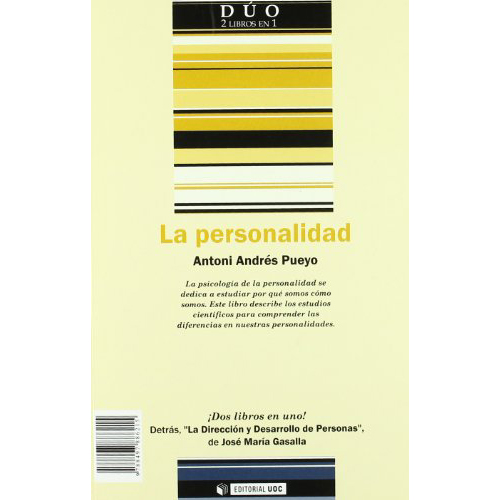 DÚO
2 LIBROS EN 1
La personalidad
Antoni Andrés Pueyo
La psicología de la personalidad se
dedica a estudiar por qué somos cómo
somos. Este libro describe los estudios
científicos para comprender las
diferencias en nuestras personalidades.
¡Dos libros en uno!
Detrás, "La Dirección y Desarrollo de Personas",
de José María Gasalla
EDITORIAL UOC